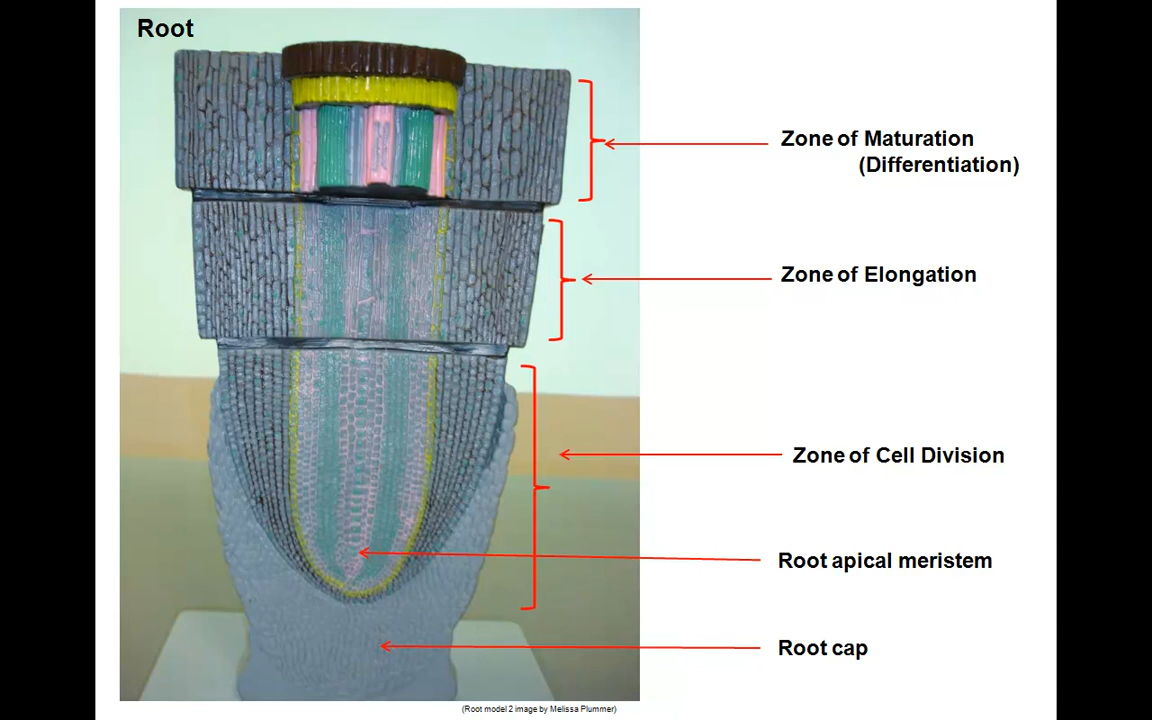 Root
Zone of Maturation
(Differentiation)
Zone of Elongation
Zone of Cell Division
Root apical meristem
Root cap
(Root model 2 image by Melissa Plummer)